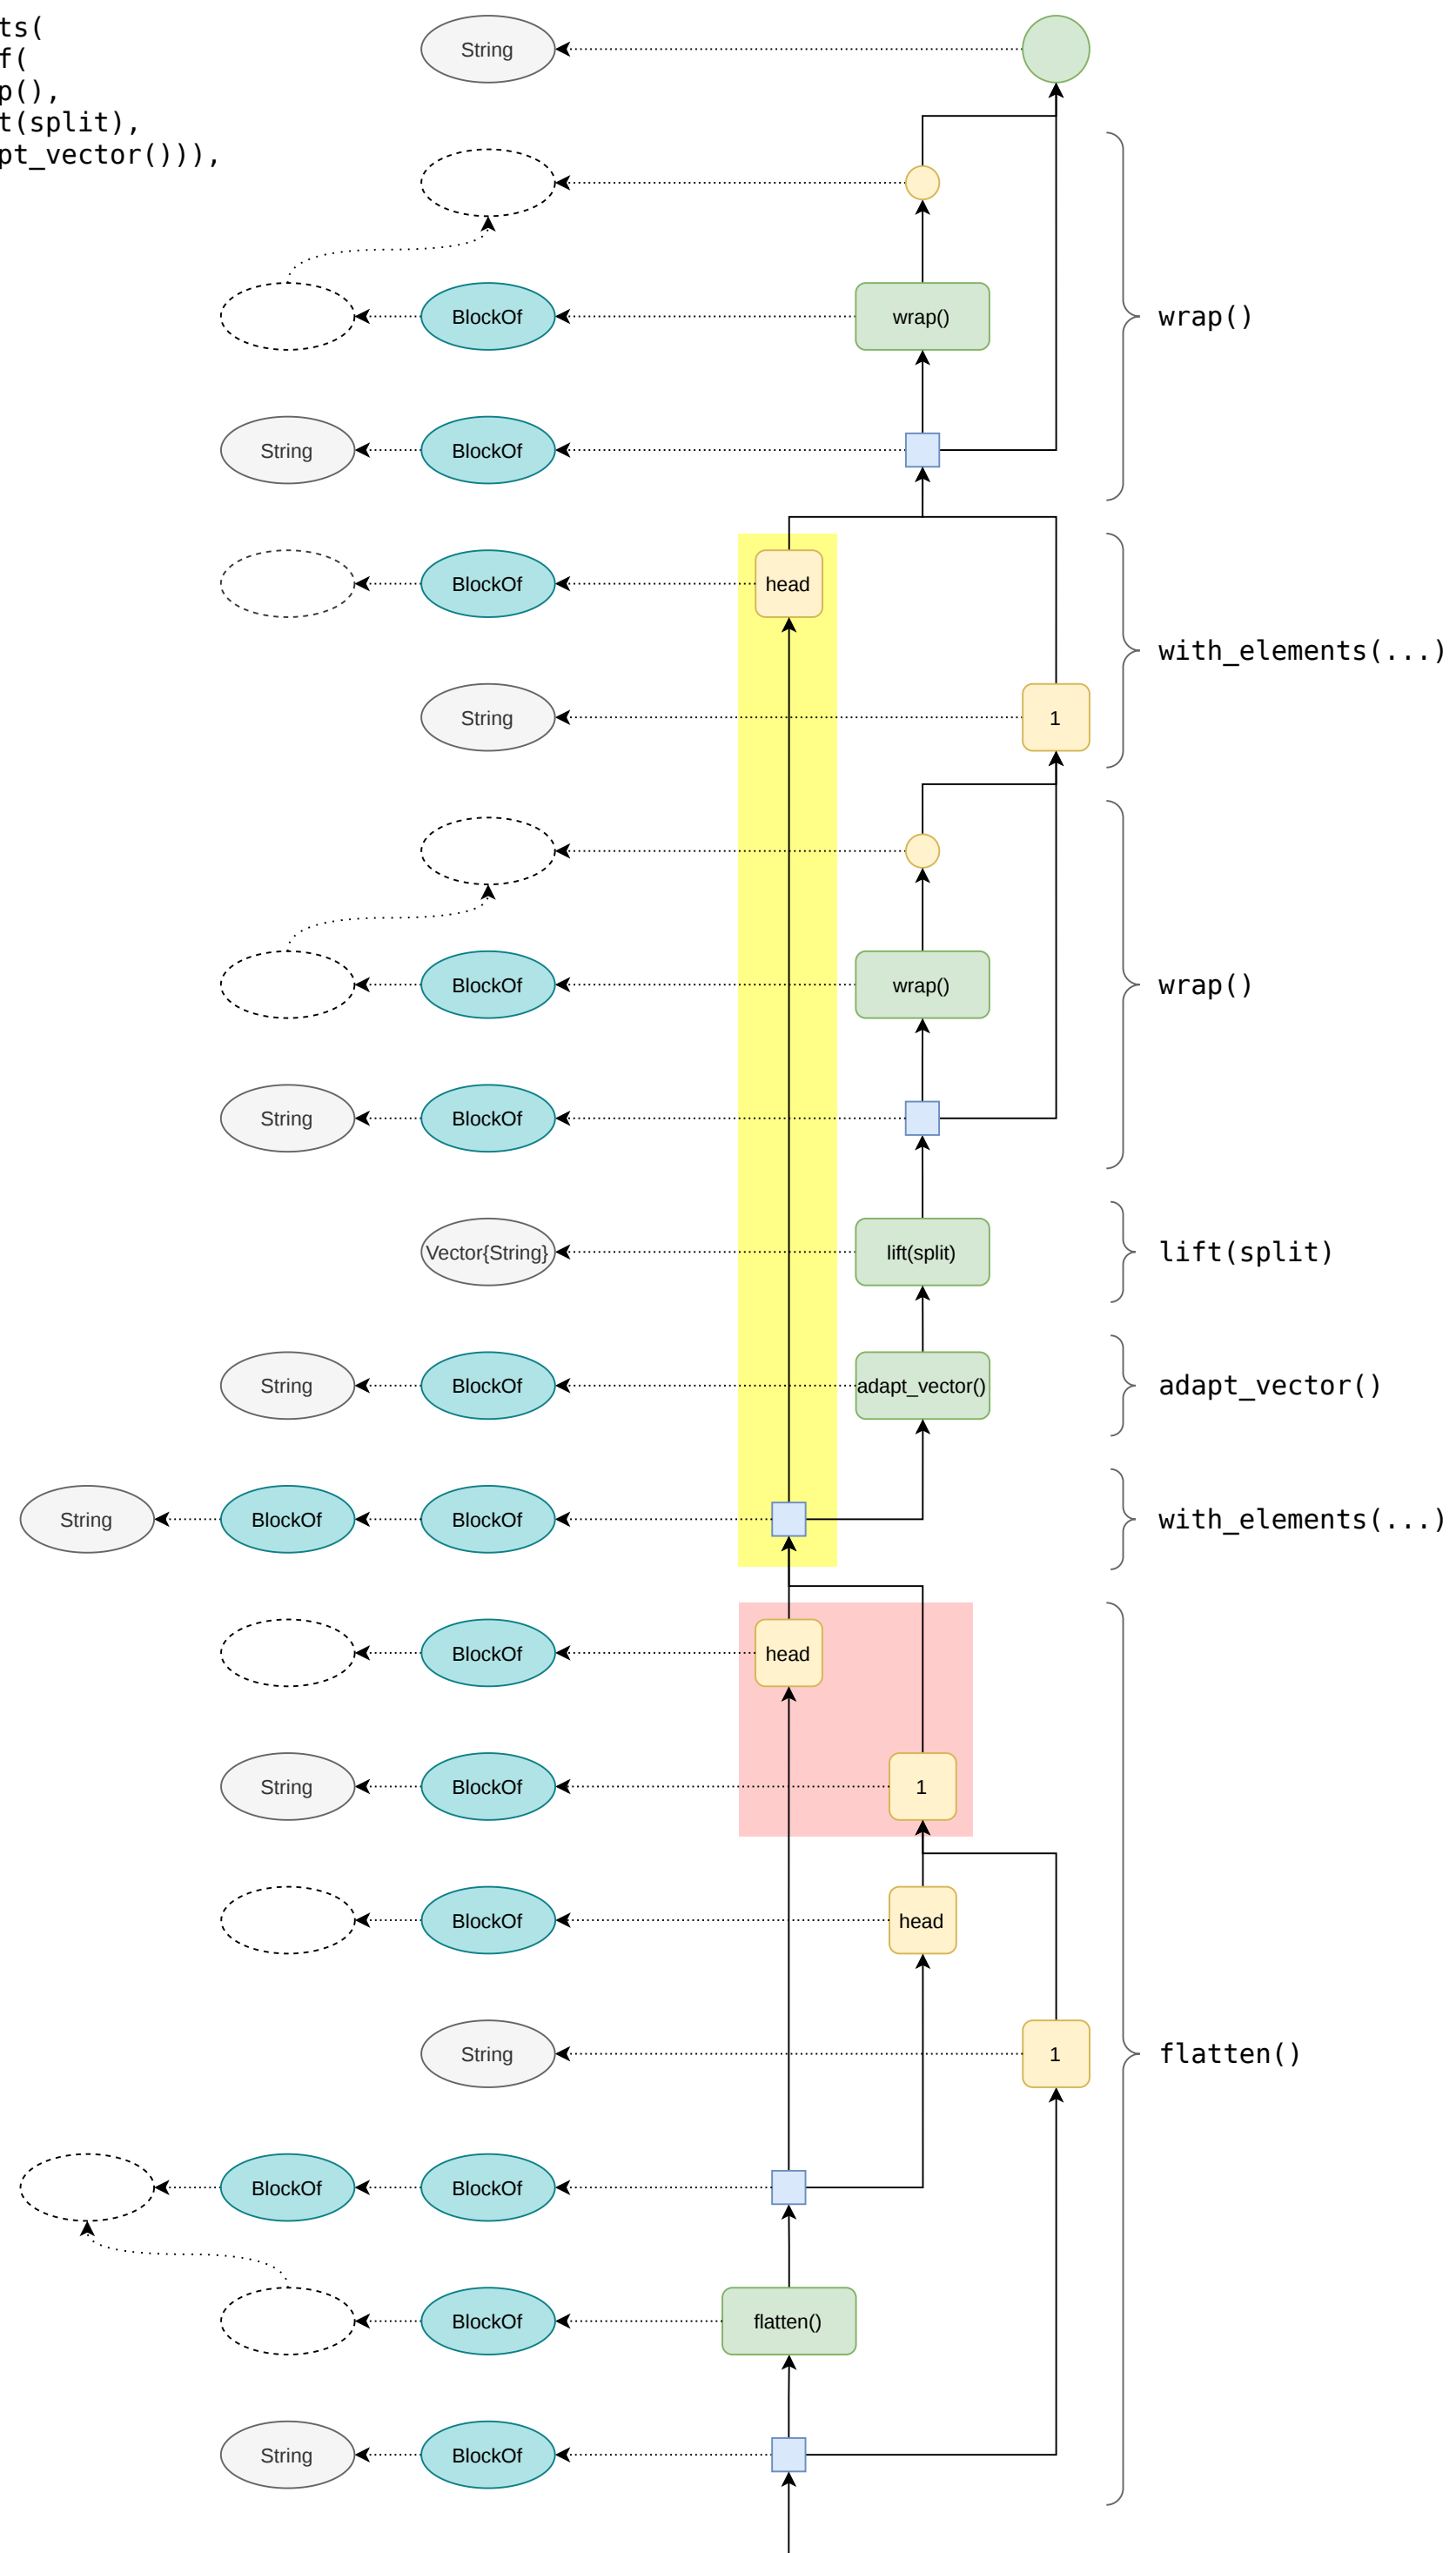 ts(
f(
p(),
t(split),
pt_vector())),
String
BlockOf
wrap()
wrap()
String
BlockOf
BlockOf
head
with_elements(...)
String
1
BlockOf
wrap()
wrap()
String
BlockOf
Vector{String}
lift(split)
lift(split)
String
BlockOf
adapt_vector()
adapt_vector()
String
BlockOf
BlockOf
with_elements(...)
BlockOf
head
String
BlockOf
1
BlockOf
head
String
1
flatten()
BlockOf
BlockOf
BlockOf
flatten()
String
BlockOf